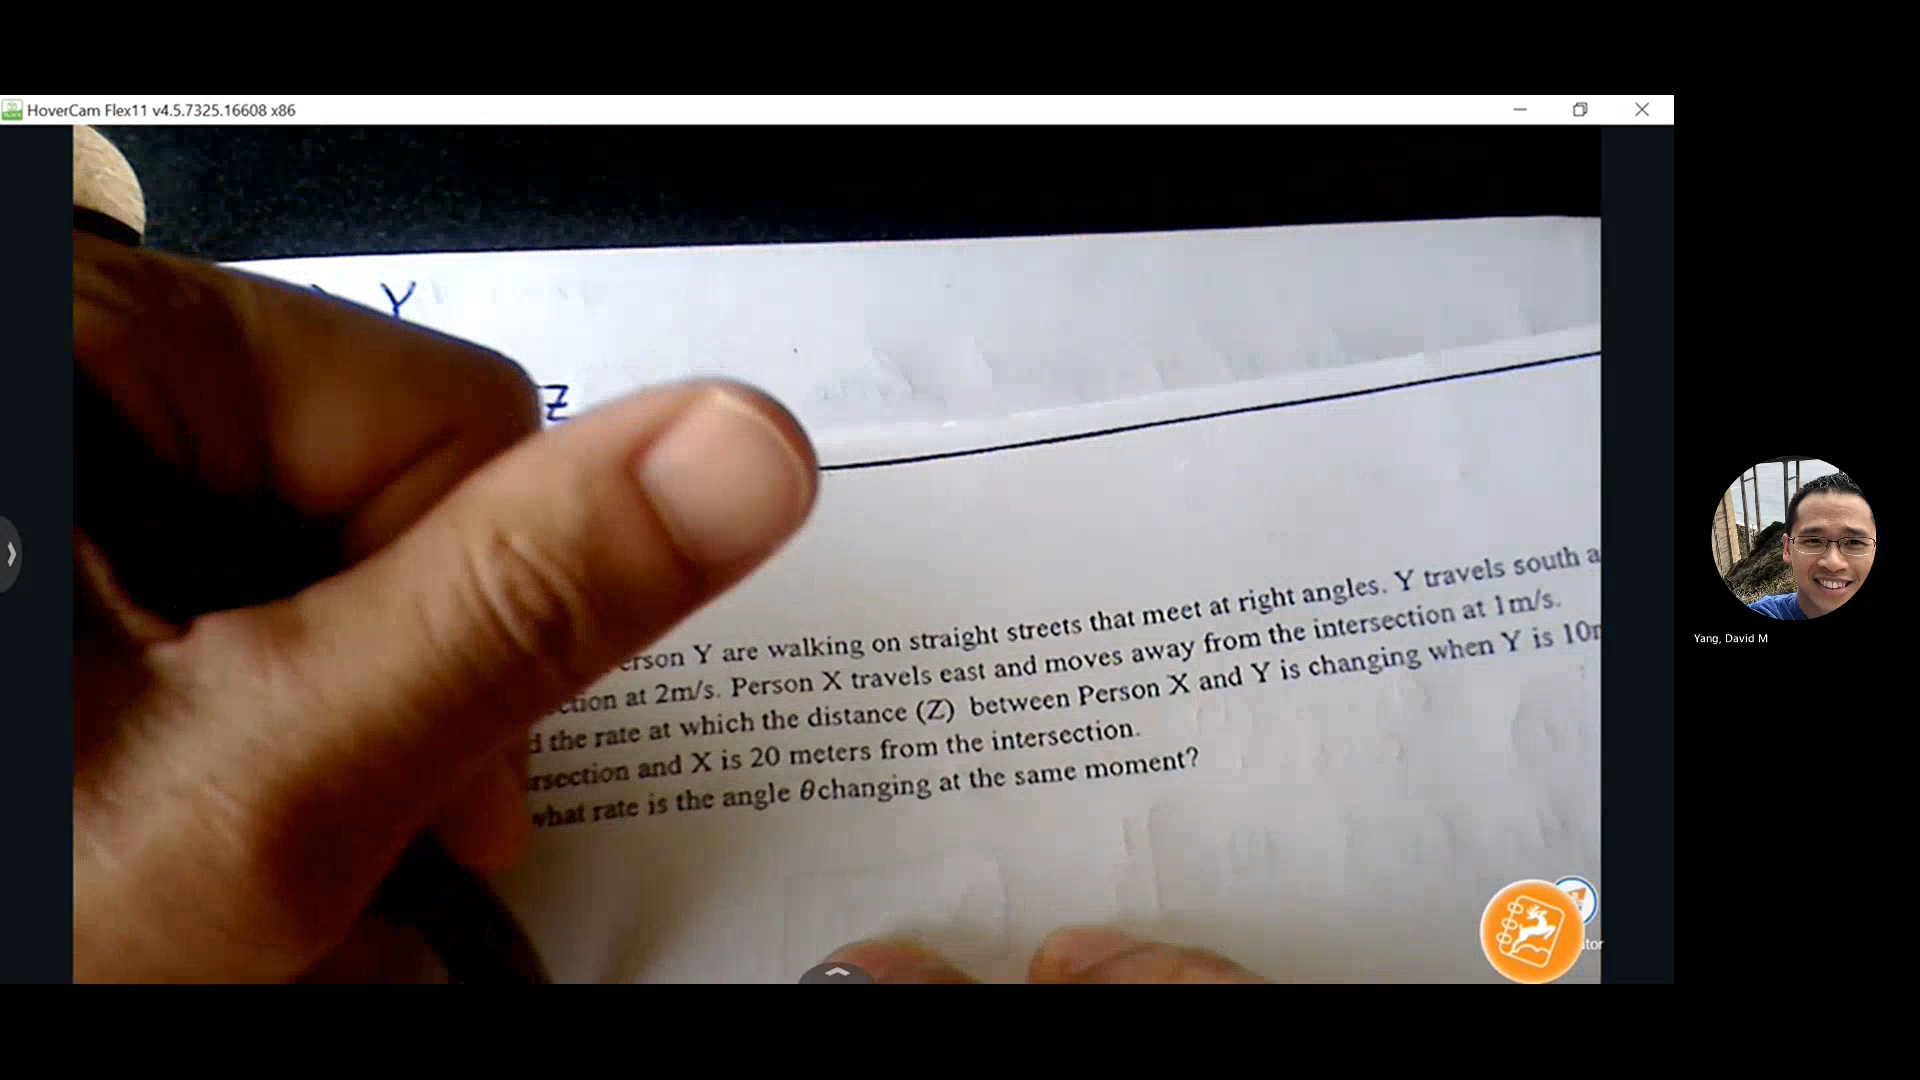 HoverCam Flex11 v4.5.7325.16608 x86
Y
Z
erson Y are walking on straight streets that meet at right angles. Y travels south a
ction at 2m/s. Person X travels east and moves away from the intersection at 1m/s.
d the rate at which the distance (Z) between Person X and Y is changing when Y is 10
rsection and X is 20 meters from the intersection.
what rate is the angle θ changing at the same moment?
Yang, David M
ator